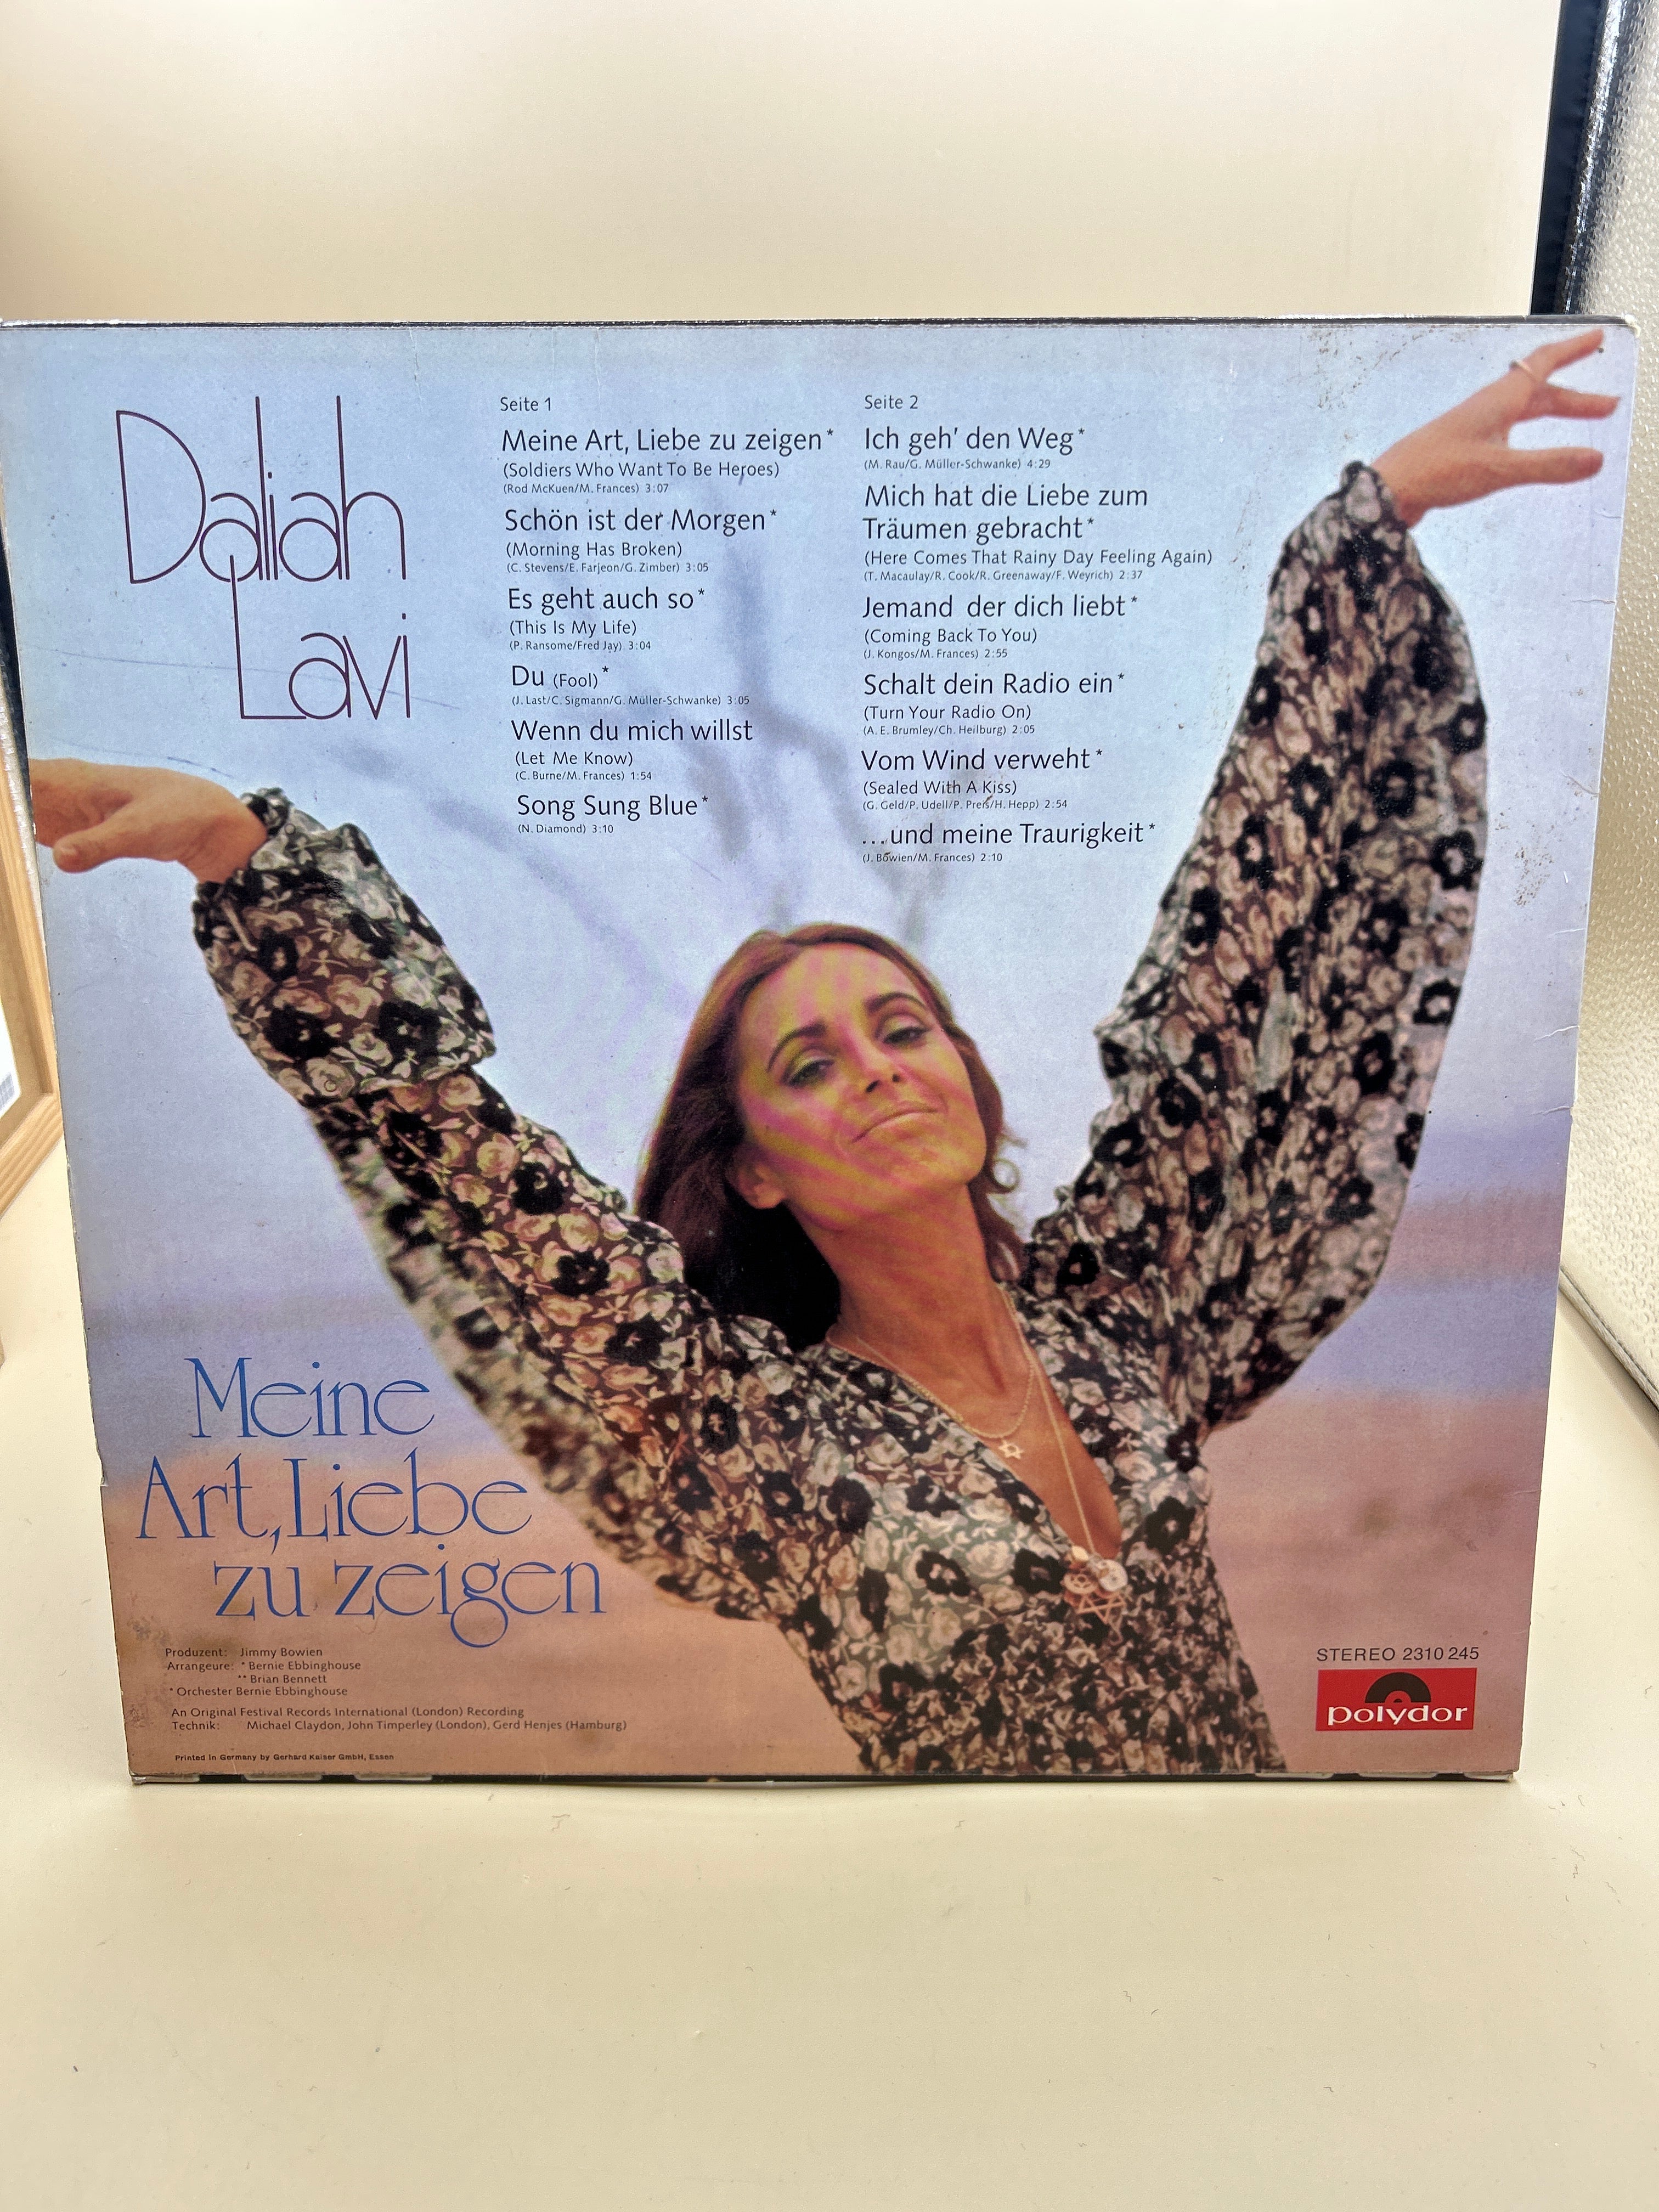 Daliah
Lavi
Seite 1
Meine Art, Liebe zu zeigen*
(Soldiers Who Want To Be Heroes)
(Rod McKuen/M. Frances) 3:07
Schön ist der Morgen*
(Morning Has Broken)
(C. Stevens/E. Farjeon/G. Zimber) 3:05
Es geht auch so*
(This Is My Life)
(P. Ransome/Fred Jay) 3:04
Du (Fool)*
(J. Last/C. Sigmann/G. Müller-Schwanke) 3:05
Wenn du mich willst
(Let Me Know)
(C. Burne/M. Frances) 1:54
Song Sung Blue*
(N. Diamond) 3:10
Seite 2
Ich geh' den Weg*
(M. Rau/G. Müller-Schwanke) 4:29
Mich hat die Liebe zum
Träumen gebracht*
(Here Comes That Rainy Day Feeling Again)
(T. Macaulay/R. Cook/R. Greenaway/F. Weyrich) 2:37
Jemand der dich liebt*
(Coming Back To You)
(J. Kongos/M. Frances) 2:55
Schalt dein Radio ein*
(Turn Your Radio On)
(A. E. Brumley/Ch. Heilburg) 2:05
Vom Wind verweht*
(Sealed With A Kiss)
(G. Geld/P. Udell/P. Preis/H. Hepp) 2:54
...und meine Traurigkeit*
(J. Bowien/M. Frances) 2:10
Meine
Art, Liebe
zu zeigen
Produzent: Jimmy Bowien
Arrangeure: * Bernie Ebbinghouse
** Brian Bennett
* Orchester Bernie Ebbinghouse
An Original Festival Records International (London) Recording
Technik: Michael Claydon, John Timperley (London), Gerd Henjes (Hamburg)
Printed in Germany by Gerhard Kaiser GmbH, Essen
STEREO 2310 245
polydor